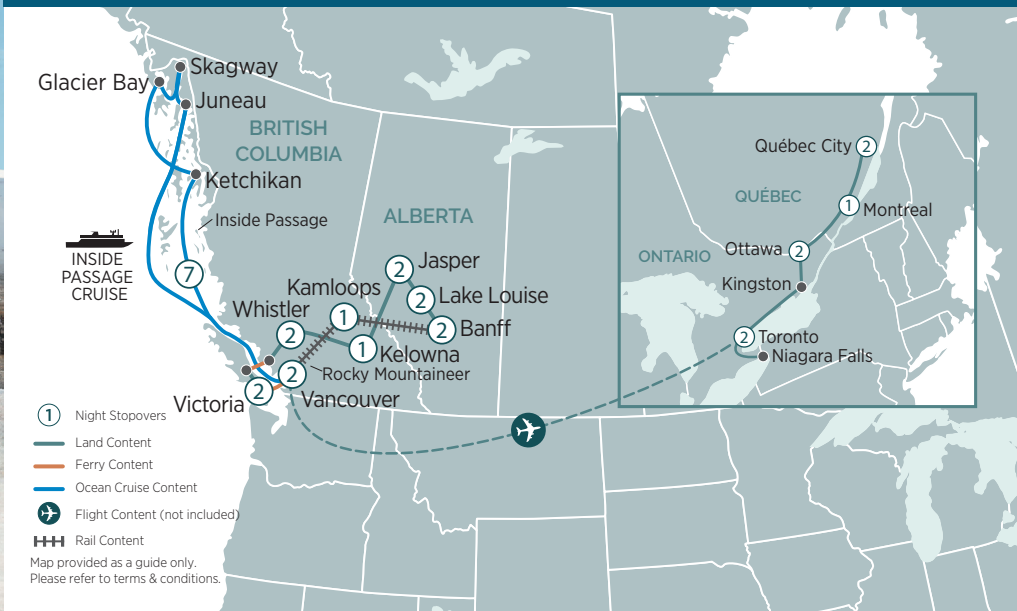 Skagway
Glacier Bay
Juneau
BRITISH
COLUMBIA
Ketchikan
Inside Passage
ALBERTA
INSIDE
PASSAGE
CRUISE
7
Jasper
2
Kamloops
Lake Louise
2
Whistler
1
2
Banff
2
1
Kelowna
Rocky Mountaineer
2
Victoria
2
Vancouver
Québec City
2
QUÉBEC
1
Montreal
Ottawa
2
ONTARIO
Kingston
2
Toronto
Niagara Falls
1 Night Stopovers
Land Content
Ferry Content
Ocean Cruise Content
Flight Content (not included)
Rail Content
Map provided as a guide only.
Please refer to terms & conditions.